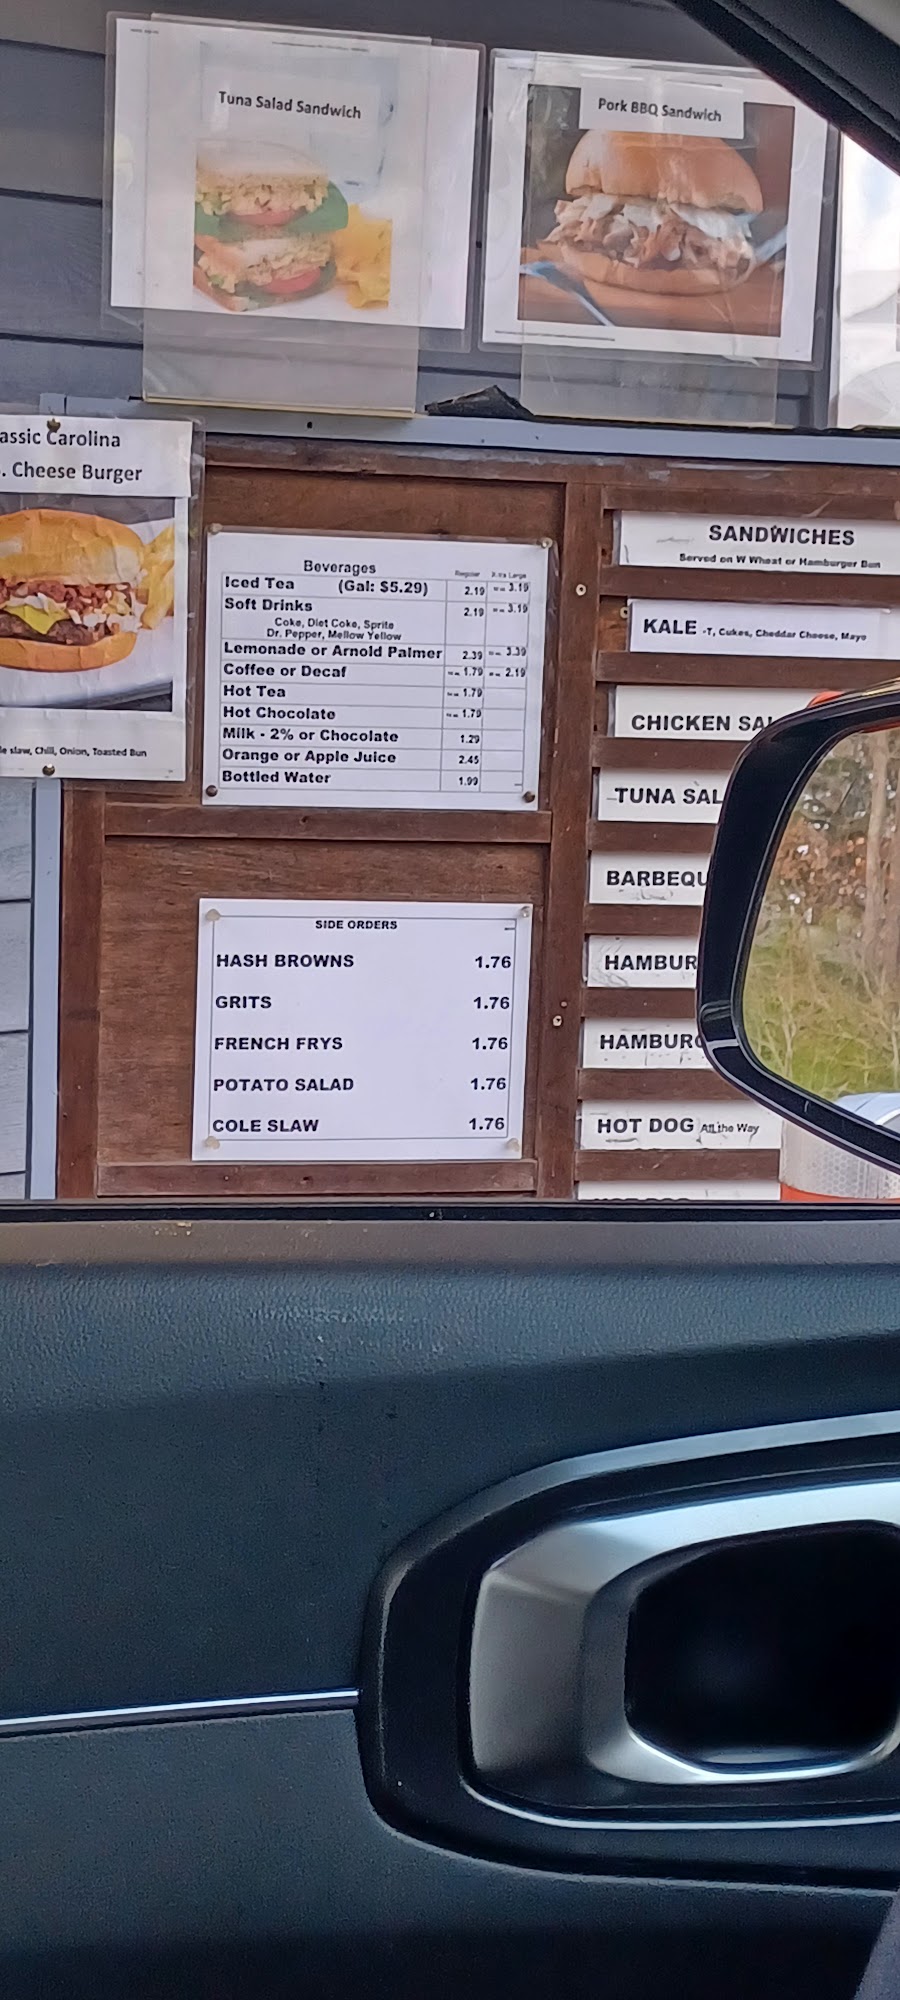 Tuna Salad Sandwich
Pork BBQ Sandwich
assic Carolina
. Cheese Burger
le slaw, Chili, Onion, Toasted Bun
Beverages
Regular X-tra Large
Iced Tea (Gal: $5.29) 2.19 3.19
Soft Drinks 2.19 3.19
Coke, Diet Coke, Sprite
Dr. Pepper, Mellow Yellow
Lemonade or Arnold Palmer 2.39 3.39
Coffee or Decaf 1.79 2.19
Hot Tea 1.79
Hot Chocolate 1.79
Milk - 2% or Chocolate 1.29
Orange or Apple Juice 2.45
Bottled Water 1.99
SIDE ORDERS
HASH BROWNS 1.76
GRITS 1.76
FRENCH FRYS 1.76
POTATO SALAD 1.76
COLE SLAW 1.76
SANDWICHES
Served on W Wheat or Hamburger Bun
KALE -T, Cukes, Cheddar Cheese, Mayo
CHICKEN SAL
TUNA SAL
BARBEQU
HAMBUR
HAMBURG
HOT DOG All the Way